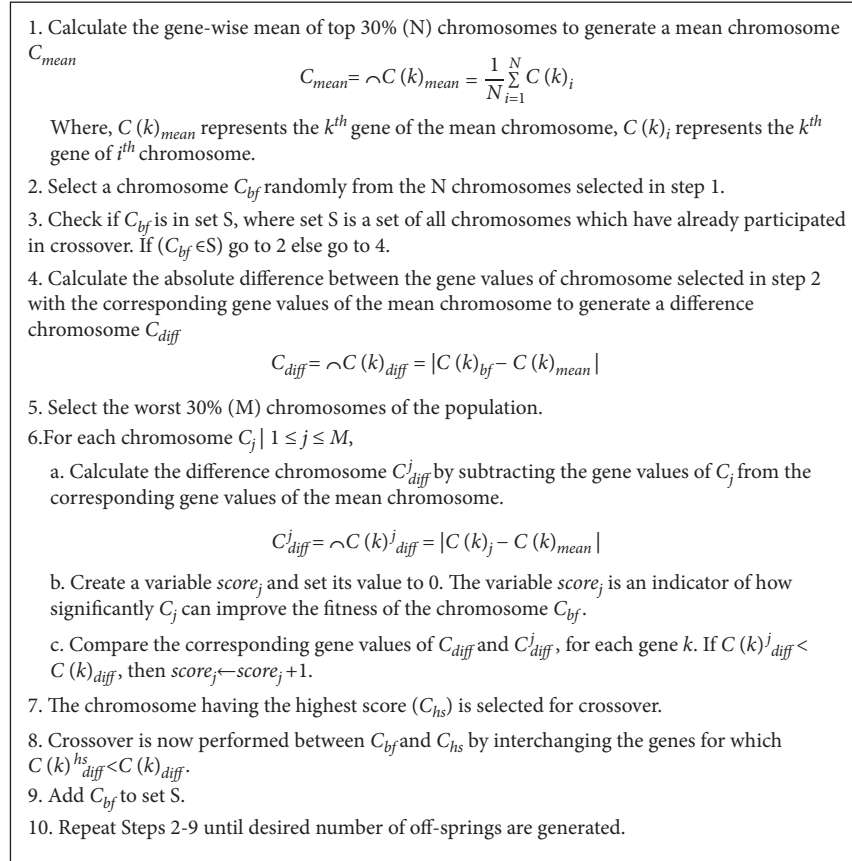 1. Calculate the gene-wise mean of top 30% (N) chromosomes to generate a mean chromosome
C_mean
C_mean = ⌢C (k)_mean = 1/N ∑_{i=1}^{N} C (k)_i
Where, C (k)_mean represents the k^th gene of the mean chromosome, C (k)_i represents the k^th
gene of i^th chromosome.
2. Select a chromosome C_bf randomly from the N chromosomes selected in step 1.
3. Check if C_bf is in set S, where set S is a set of all chromosomes which have already participated
in crossover. If (C_bf ∈S) go to 2 else go to 4.
4. Calculate the absolute difference between the gene values of chromosome selected in step 2
with the corresponding gene values of the mean chromosome to generate a difference
chromosome C_diff
C_diff = ⌢C (k)_diff = |C (k)_bf – C (k)_mean |
5. Select the worst 30% (M) chromosomes of the population.
6.For each chromosome C_j | 1 ≤ j ≤ M,
a. Calculate the difference chromosome C^j_diff by subtracting the gene values of C_j from the
corresponding gene values of the mean chromosome.
C^j_diff = ⌢C (k)^j_diff = |C (k)_j – C (k)_mean |
b. Create a variable score_j and set its value to 0. The variable score_j is an indicator of how
significantly C_j can improve the fitness of the chromosome C_bf.
c. Compare the corresponding gene values of C_diff and C^j_diff, for each gene k. If C (k)^j_diff <
C (k)_diff, then score_j←score_j +1.
7. The chromosome having the highest score (C_hs) is selected for crossover.
8. Crossover is now performed between C_bf and C_hs by interchanging the genes for which
C (k)^hs_diff<C (k)_diff.
9. Add C_bf to set S.
10. Repeat Steps 2-9 until desired number of off-springs are generated.